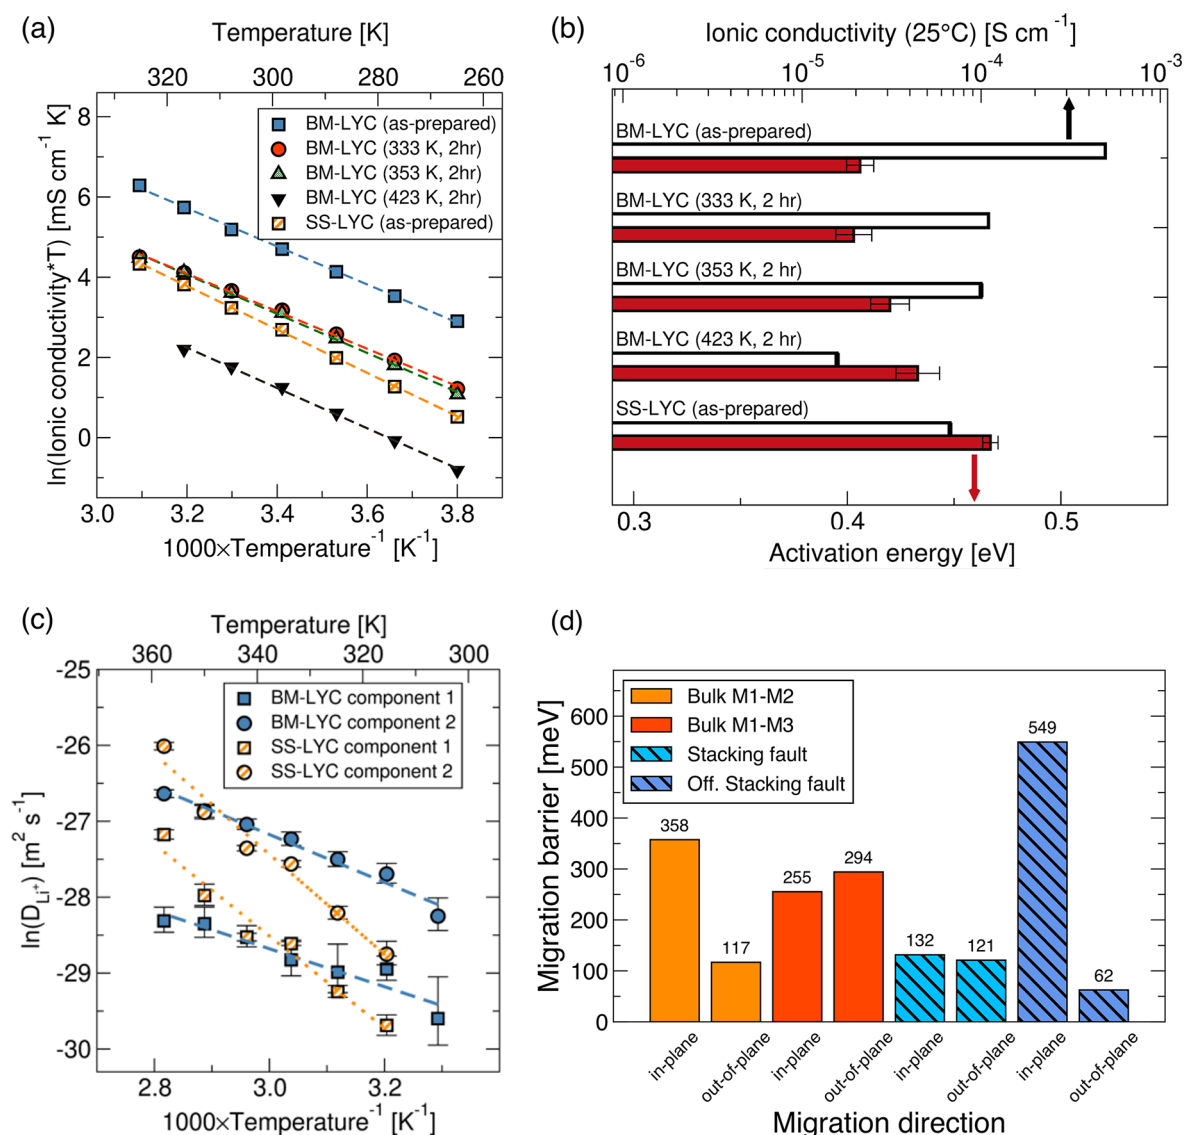 (a)
Temperature [K]
320 300 280 260
ln(Ionic conductivity*T) [mS cm⁻¹ K]
8
6
4
2
0
BM-LYC (as-prepared)
BM-LYC (333 K, 2hr)
BM-LYC (353 K, 2hr)
BM-LYC (423 K, 2hr)
SS-LYC (as-prepared)
3.0 3.2 3.4 3.6 3.8
1000×Temperature⁻¹ [K⁻¹]
(b)
Ionic conductivity (25°C) [S cm⁻¹]
10⁻⁶ 10⁻⁵ 10⁻⁴ 10⁻³
BM-LYC (as-prepared)
BM-LYC (333 K, 2 hr)
BM-LYC (353 K, 2 hr)
BM-LYC (423 K, 2 hr)
SS-LYC (as-prepared)
0.3 0.4 0.5
Activation energy [eV]
(c)
Temperature [K]
360 340 320 300
ln(D_Li⁺) [m² s⁻¹]
-25
-26
-27
-28
-29
-30
BM-LYC component 1
BM-LYC component 2
SS-LYC component 1
SS-LYC component 2
2.8 3.0 3.2
1000×Temperature⁻¹ [K⁻¹]
(d)
Migration barrier [meV]
600
500
400
300
200
100
0
Bulk M1-M2
Bulk M1-M3
Stacking fault
Off. Stacking fault
358 117 255 294 132 121 549 62
in-plane out-of-plane in-plane out-of-plane in-plane out-of-plane in-plane out-of-plane
Migration direction